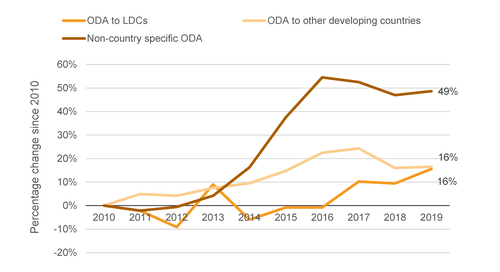 ODA to LDCs
ODA to other developing countries
Non-country specific ODA
Percentage change since 2010
60%
50%
40%
30%
20%
10%
0%
-10%
-20%
2010 2011 2012 2013 2014 2015 2016 2017 2018 2019
49%
16%
16%